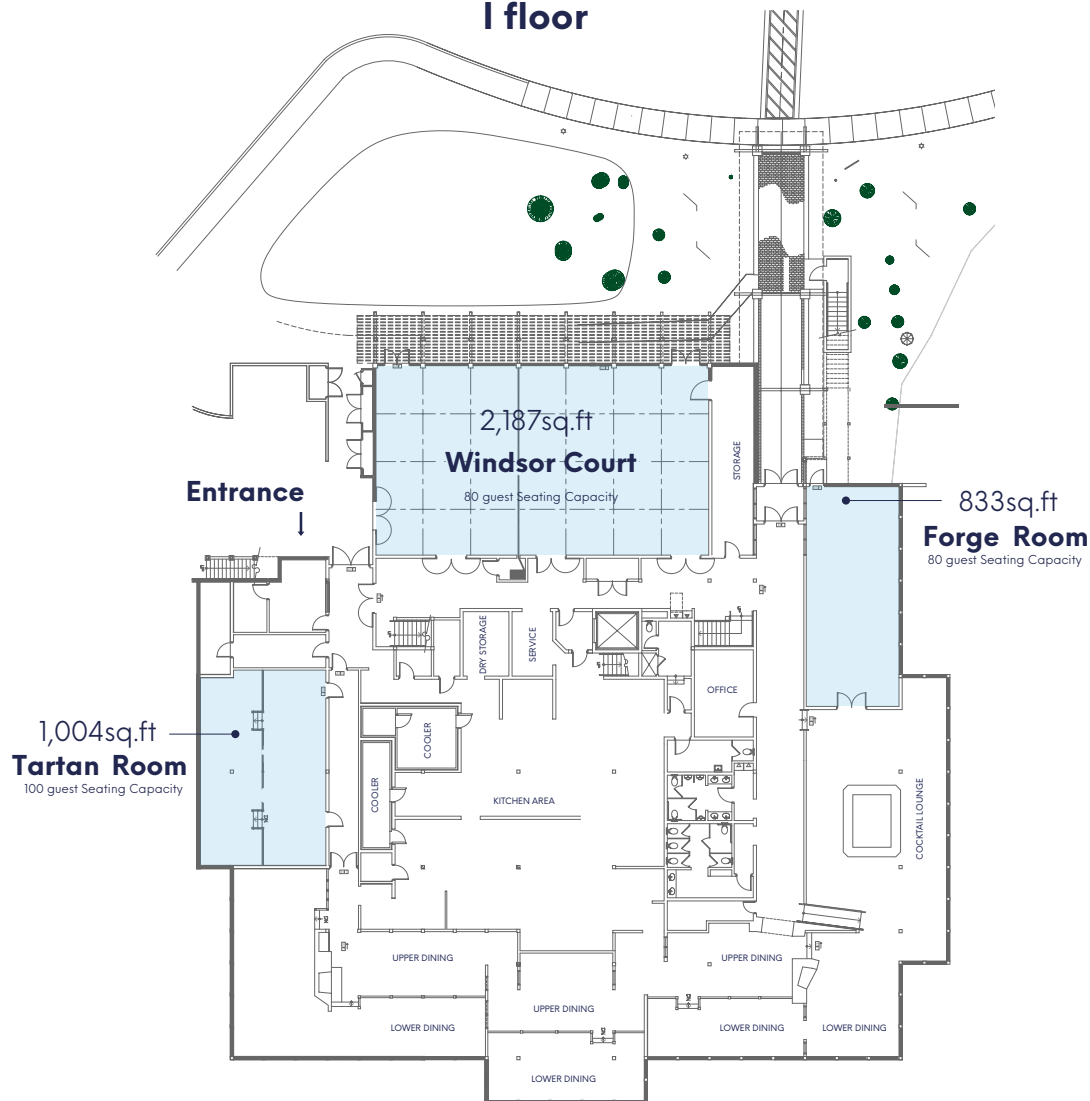 1 floor
2,187sq.ft
Windsor Court
80 guest Seating Capacity
STORAGE
Entrance
833sq.ft
Forge Room
80 guest Seating Capacity
DRY STORAGE
SERVICE
OFFICE
1,004sq.ft
Tartan Room
100 guest Seating Capacity
COOLER
COOLER
KITCHEN AREA
COCKTAIL LOUNGE
UPPER DINING
UPPER DINING
UPPER DINING
LOWER DINING
LOWER DINING
LOWER DINING
LOWER DINING